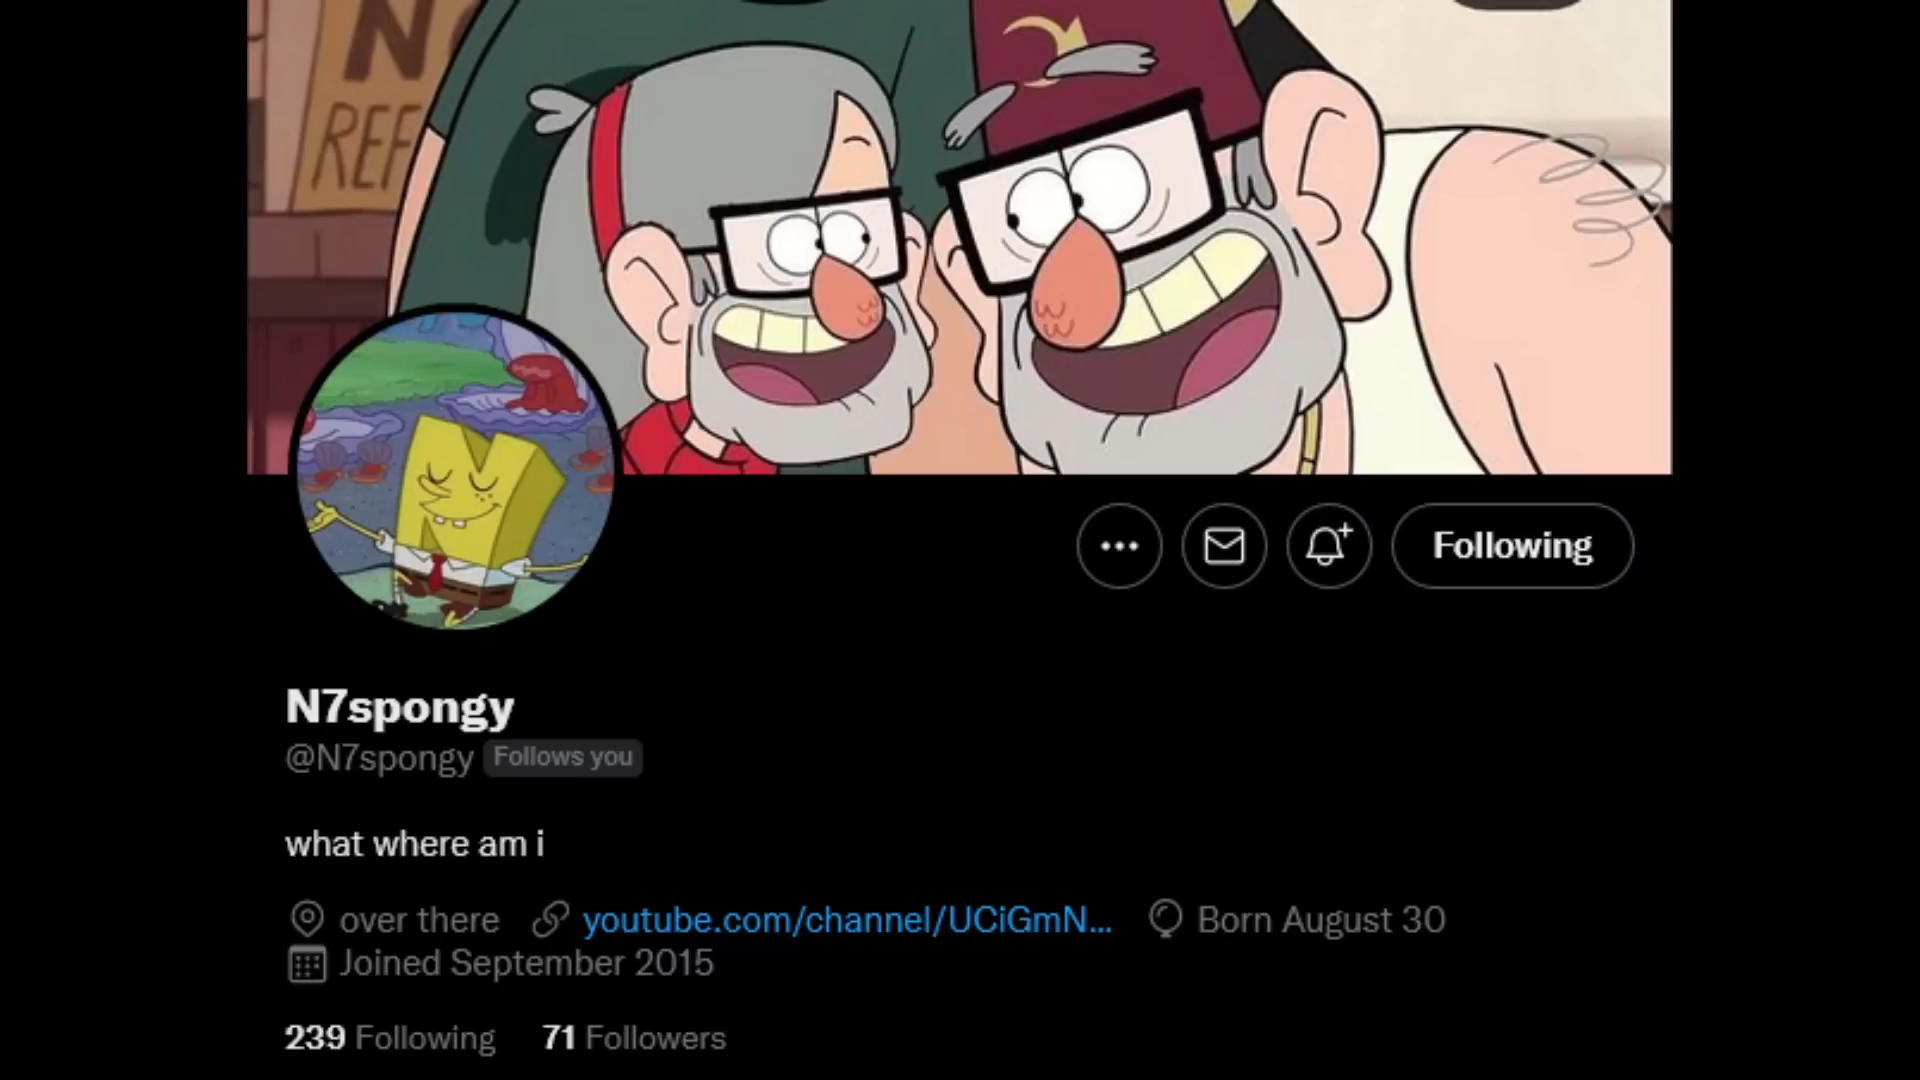 N
REF
Following
N7spongy
@N7spongy Follows you
what where am i
over there youtube.com/channel/UCiGmN... Born August 30
Joined September 2015
239 Following 71 Followers